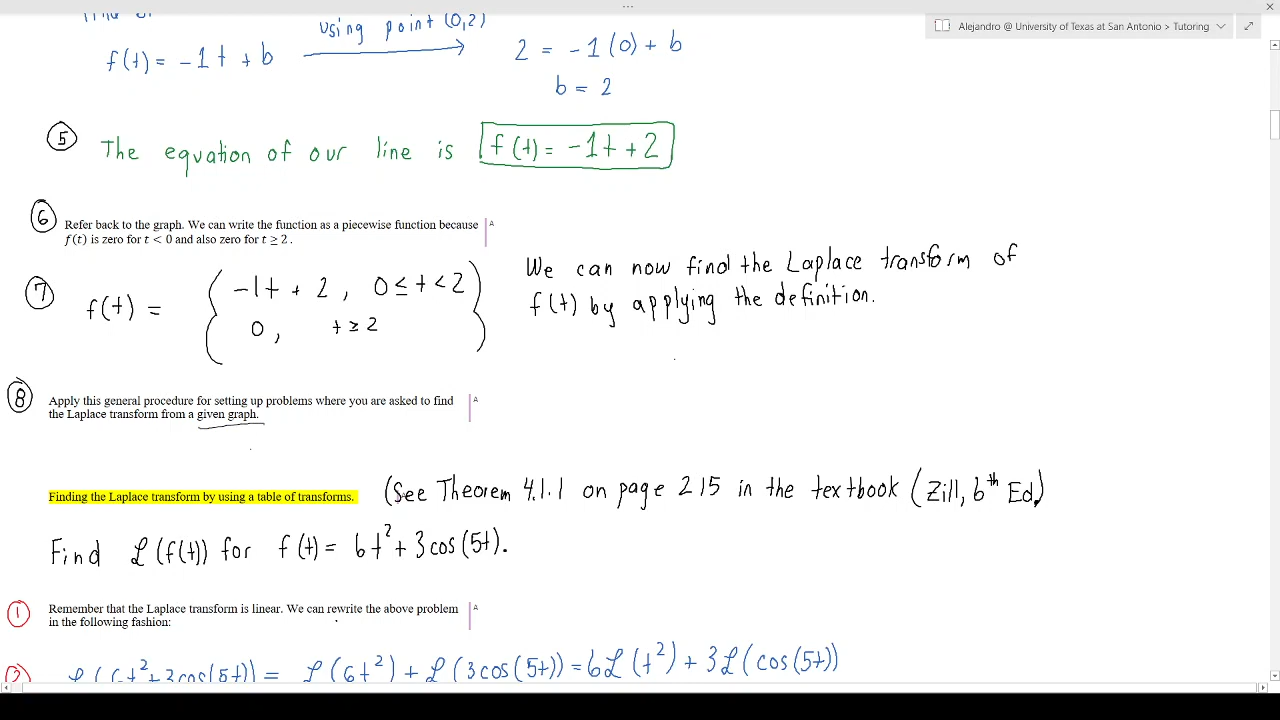 Alejandro @ University of Texas at San Antonio > Tutoring
using point (0,2)
f(t) = -1t + b
2 = -1(0) + b
b = 2
5 The equation of our line is f(t) = -1t + 2
6 Refer back to the graph. We can write the function as a piecewise function because
f(t) is zero for t < 0 and also zero for t ≥ 2 .
A
7 f(t) = { -1t + 2 , 0 ≤ t < 2
0 , t ≥ 2 }
We can now find the Laplace transform of
f(t) by applying the definition.
8 Apply this general procedure for setting up problems where you are asked to find
the Laplace transform from a given graph.
A
Finding the Laplace transform by using a table of transforms. (See Theorem 4.1.1 on page 215 in the textbook (Zill, 6th Ed.)
Find ℒ(f(t)) for f(t) = 6t² + 3cos(5t).
1 Remember that the Laplace transform is linear. We can rewrite the above problem
in the following fashion:
A
2 ℒ(6t² + 3cos(5t)) = ℒ(6t²) + ℒ(3cos(5t)) = 6ℒ(t²) + 3ℒ(cos(5t))